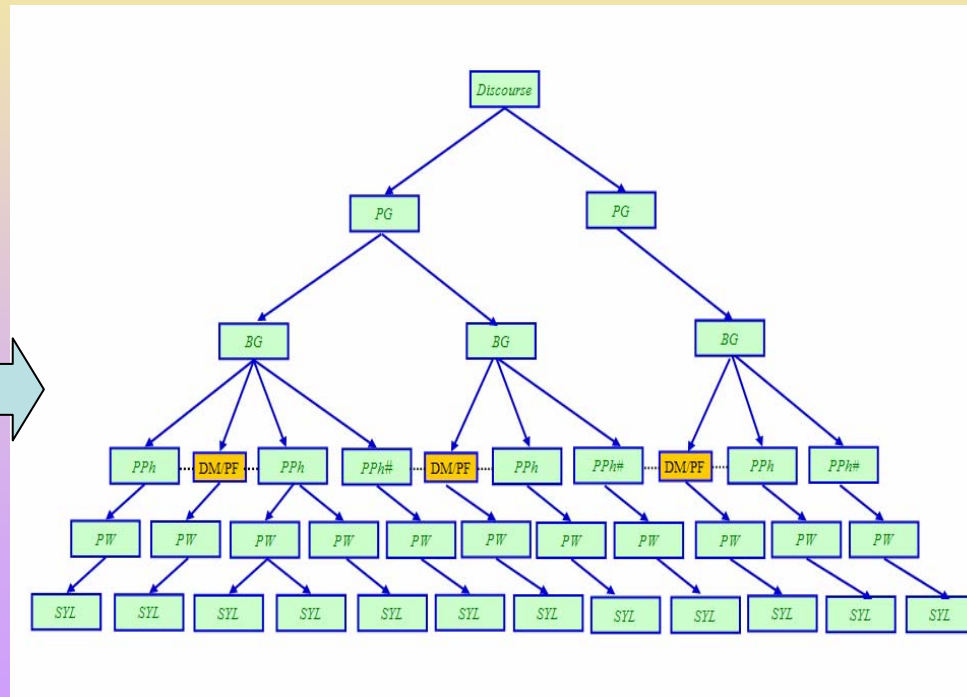 Discourse
PG PG
BG BG BG
PPh DM/PF PPh PPh# DM/PF PPh PPh# DM/PF PPh PPh#
PW PW PW PW PW PW PW PW PW PW PW
SYL SYL SYL SYL SYL SYL SYL SYL SYL SYL SYL SYL